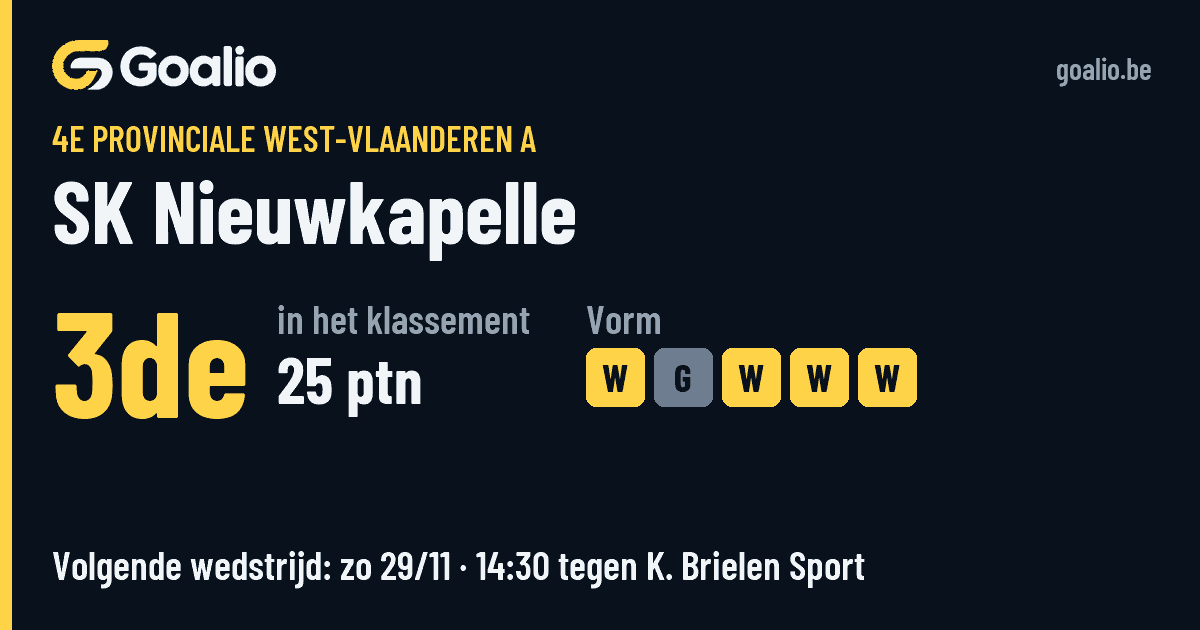 Goalio
goalio.be
4E PROVINCIALE WEST-VLAANDEREN A
SK Nieuwkapelle
3de
in het klassement
25 ptn
Vorm
W G W W W
Volgende wedstrijd: zo 29/11 · 14:30 tegen K. Brielen Sport